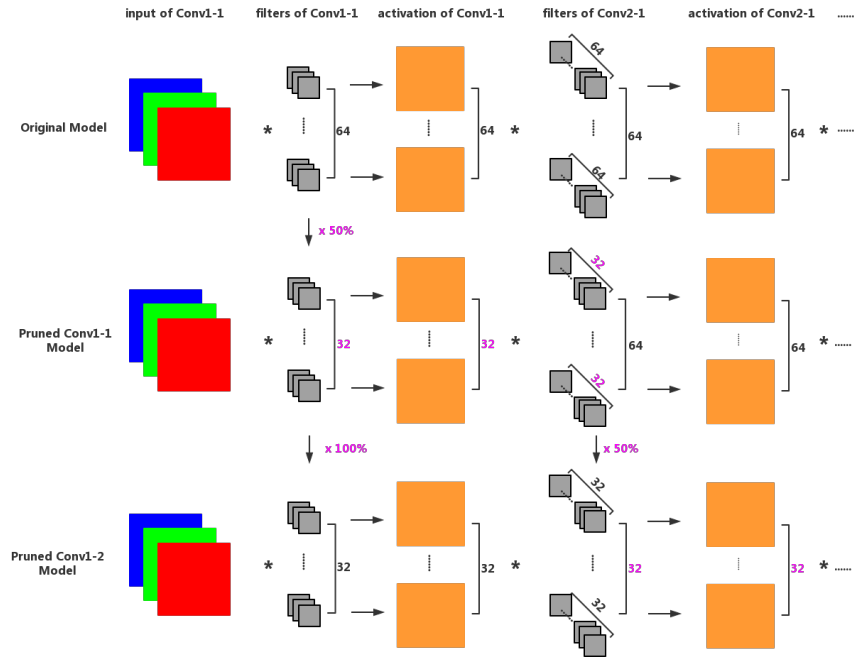 input of Conv1-1 filters of Conv1-1 activation of Conv1-1 filters of Conv2-1 activation of Conv2-1 ......
64
Original Model * 64 64 * 64 64 * ......
64
x 50%
32
Pruned Conv1-1 Model * 32 32 * 64 64 * ......
32
x 100% x 50%
32
Pruned Conv1-2 Model * 32 32 * 32 32 * ......
32